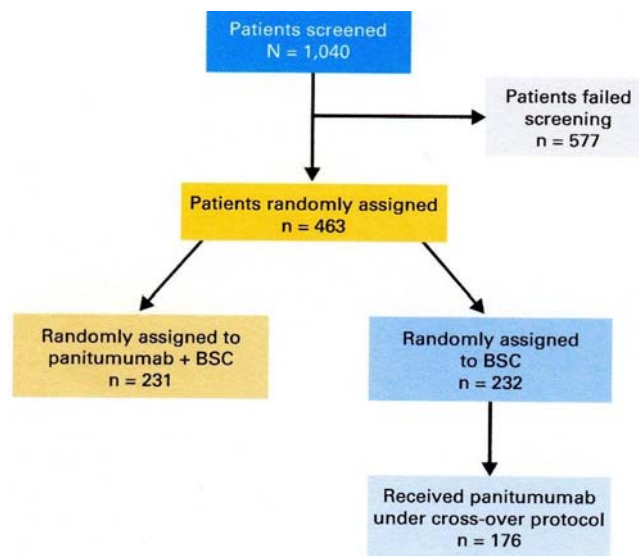 Patients screened
N = 1,040
Patients failed
screening
n = 577
Patients randomly assigned
n = 463
Randomly assigned to
panitumumab + BSC
n = 231
Randomly assigned
to BSC
n = 232
Received panitumumab
under cross-over protocol
n = 176